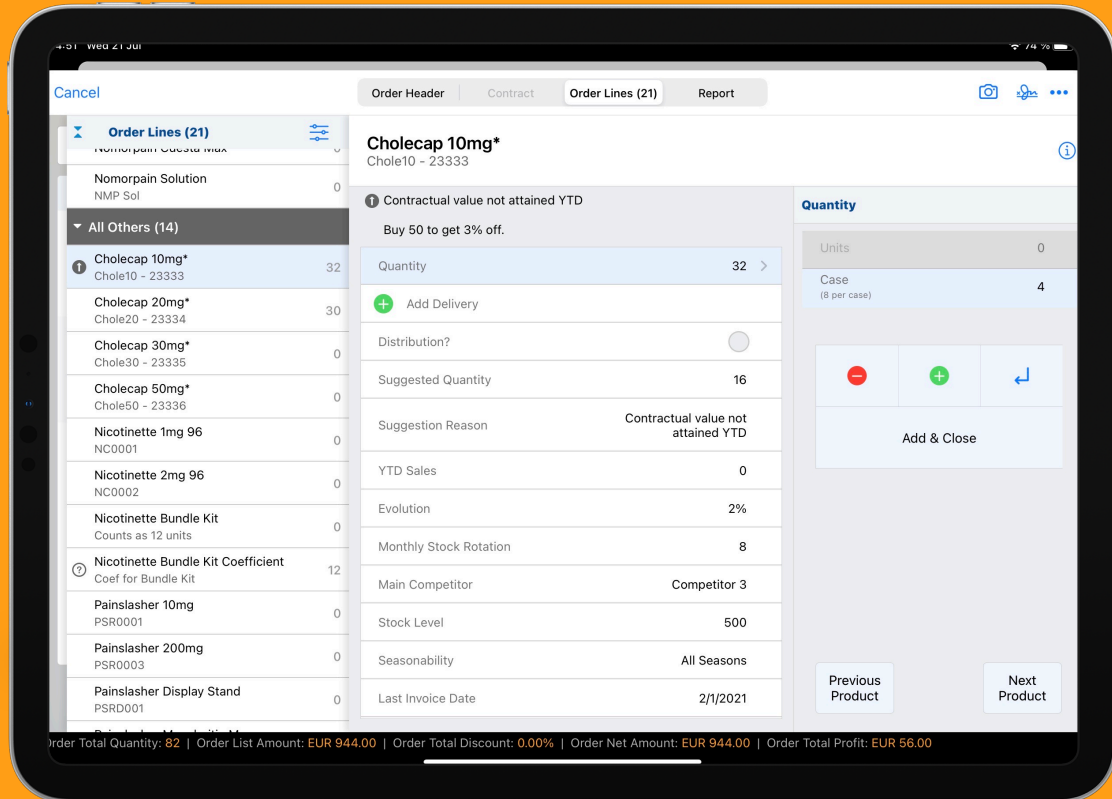 4:51 Wed 21 Jul
74 %
Cancel
Order Header
Contract
Order Lines (21)
Report
Order Lines (21)
Nomorpain Cuesta Max
0
Nomorpain Solution
NMP Sol
0
All Others (14)
Cholecap 10mg*
Chole10 - 23333
32
Cholecap 20mg*
Chole20 - 23334
30
Cholecap 30mg*
Chole30 - 23335
0
Cholecap 50mg*
Chole50 - 23336
0
Nicotinette 1mg 96
NC0001
0
Nicotinette 2mg 96
NC0002
0
Nicotinette Bundle Kit
Counts as 12 units
0
Nicotinette Bundle Kit Coefficient
Coef for Bundle Kit
12
Painslasher 10mg
PSR0001
0
Painslasher 200mg
PSR0003
0
Painslasher Display Stand
PSRD001
0
Cholecap 10mg*
Chole10 - 23333
Contractual value not attained YTD
Buy 50 to get 3% off.
Quantity 32
Add Delivery
Distribution?
Suggested Quantity 16
Suggestion Reason Contractual value not
attained YTD
YTD Sales 0
Evolution 2%
Monthly Stock Rotation 8
Main Competitor Competitor 3
Stock Level 500
Seasonability All Seasons
Last Invoice Date 2/1/2021
Quantity
Units 0
Case 4
(8 per case)
Add & Close
Previous
Product
Next
Product
Order Total Quantity: 82 | Order List Amount: EUR 944.00 | Order Total Discount: 0.00% | Order Net Amount: EUR 944.00 | Order Total Profit: EUR 56.00